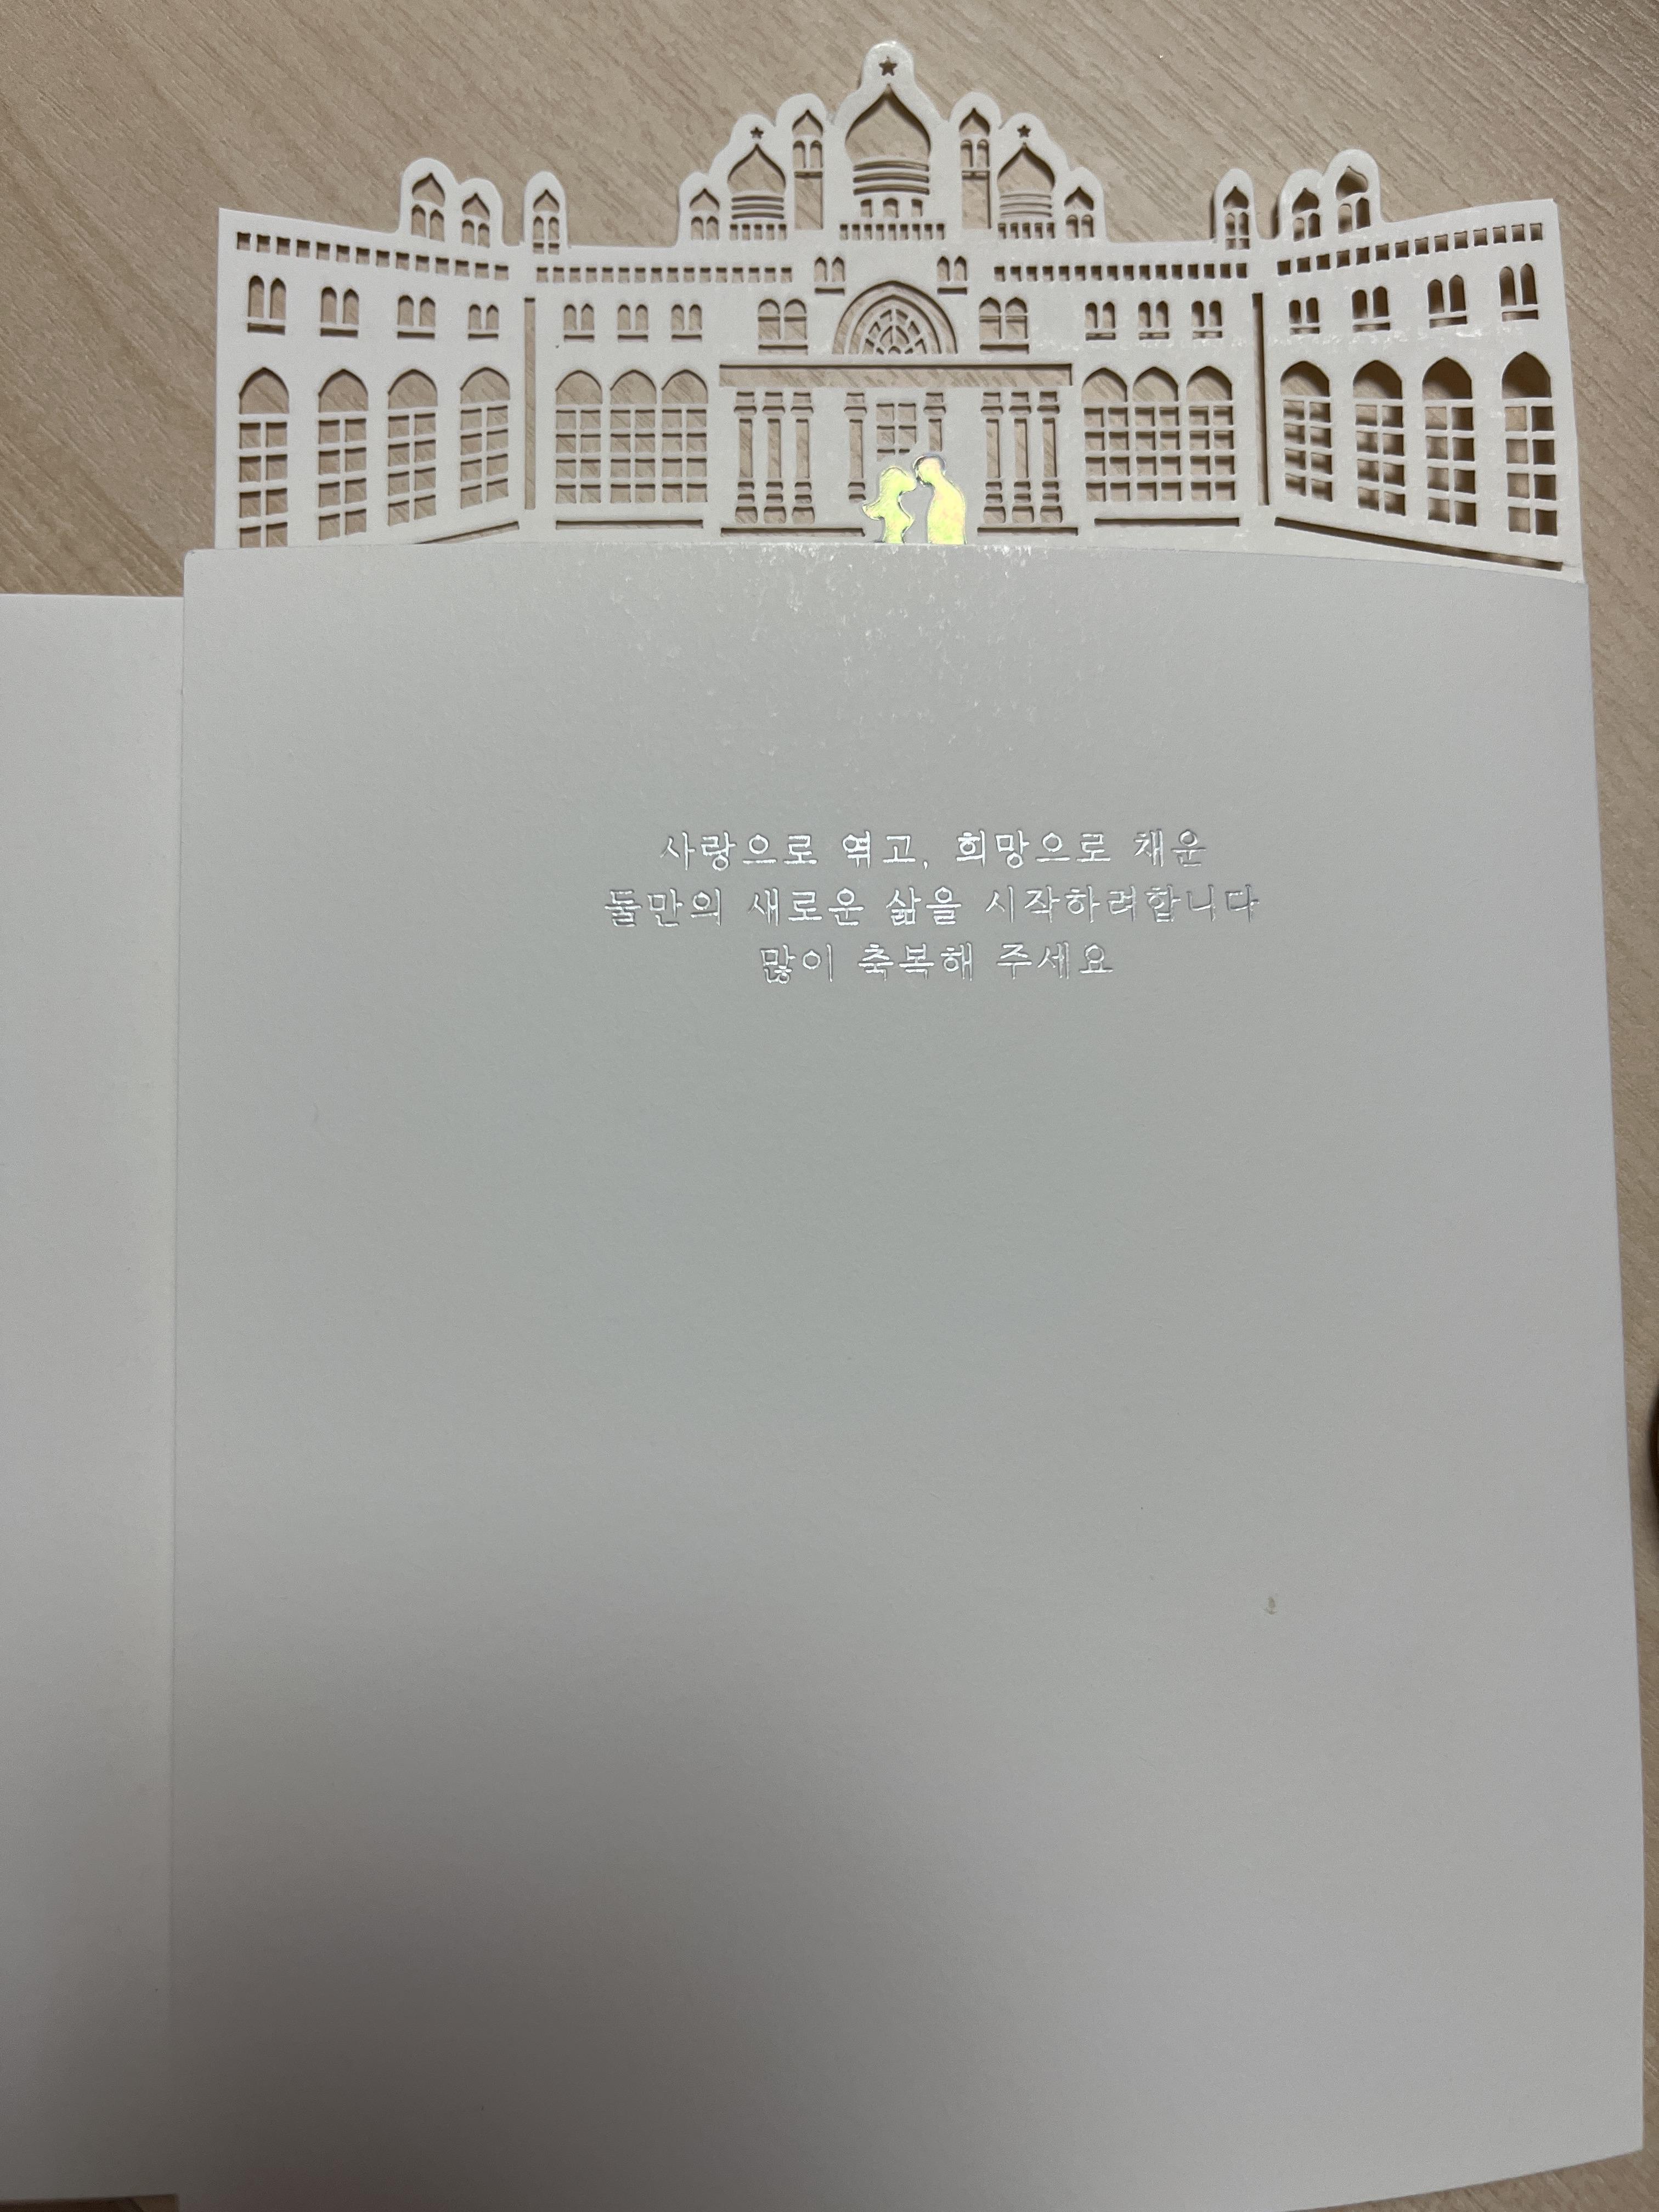 사랑으로 엮고, 희망으로 채운
둘만의 새로운 삶을 시작하려합니다
많이 축복해 주세요